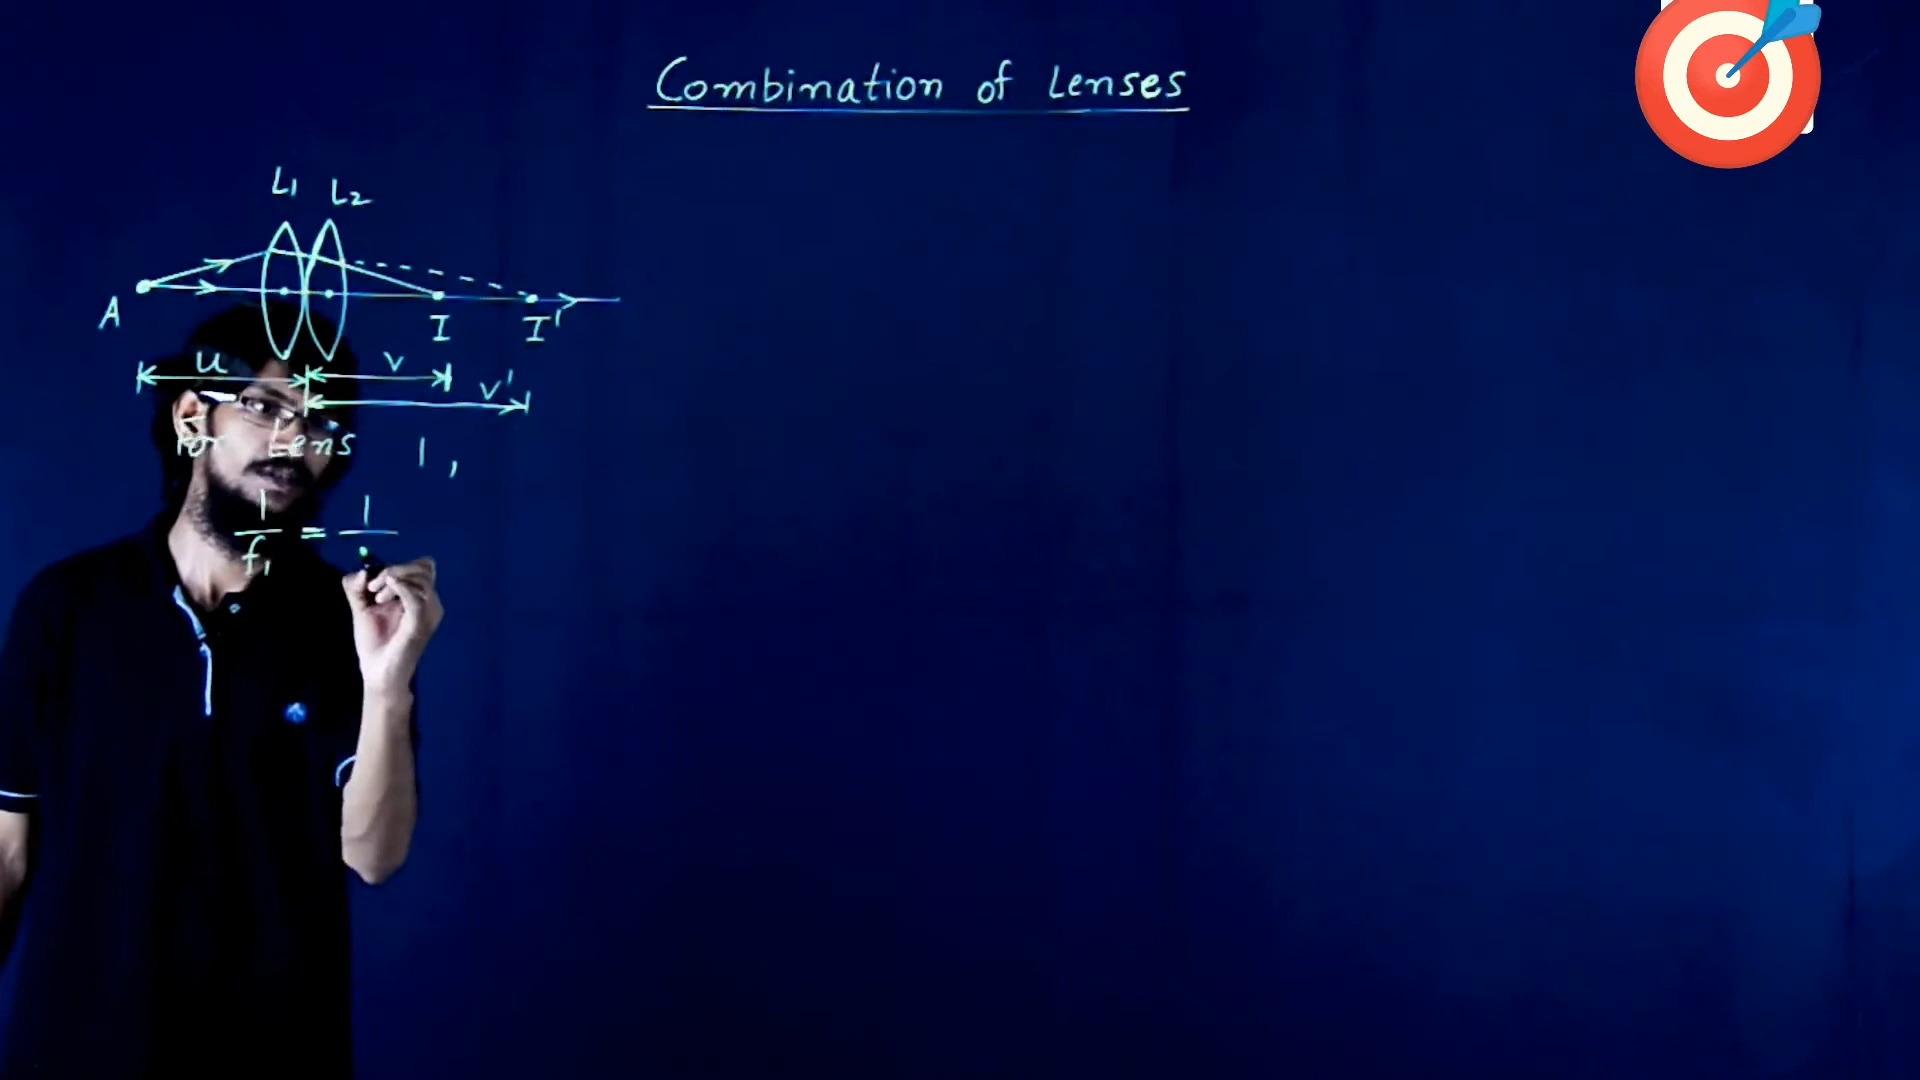 Combination of Lenses
L1 L2
A
I I'
u v
v'
For Lens 1,
1/f1 = 1/